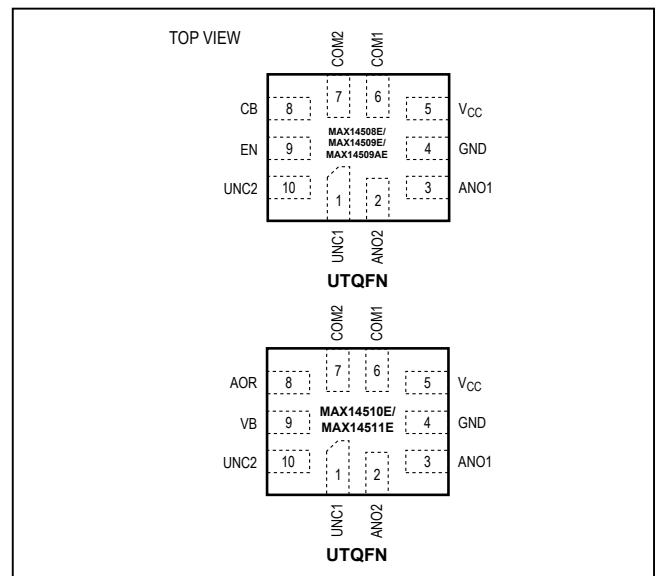 TOP VIEW
COM2
COM1
7
6
CB
8
5
VCC
MAX14508E/
MAX14509E/
MAX14509AE
EN
9
4
GND
UNC2
10
3
ANO1
1
2
UNC1
ANO2
UTQFN
COM2
COM1
7
6
AOR
8
5
VCC
MAX14510E/
MAX14511E
VB
9
4
GND
UNC2
10
3
ANO1
1
2
UNC1
ANO2
UTQFN